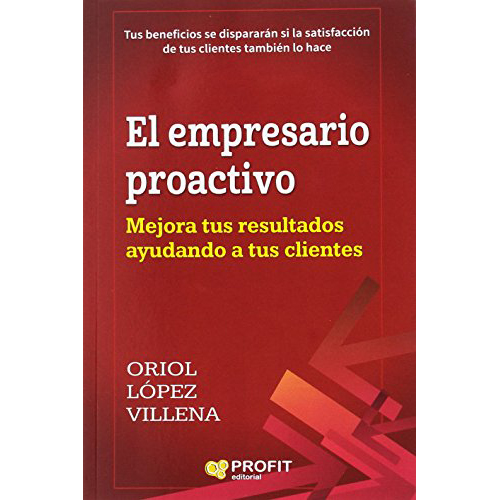 Tus beneficios se dispararán si la satisfacción
de tus clientes también lo hace
El empresario
proactivo
Mejora tus resultados
ayudando a tus clientes
ORIOL
LÓPEZ
VILLENA
PROFIT
editorial